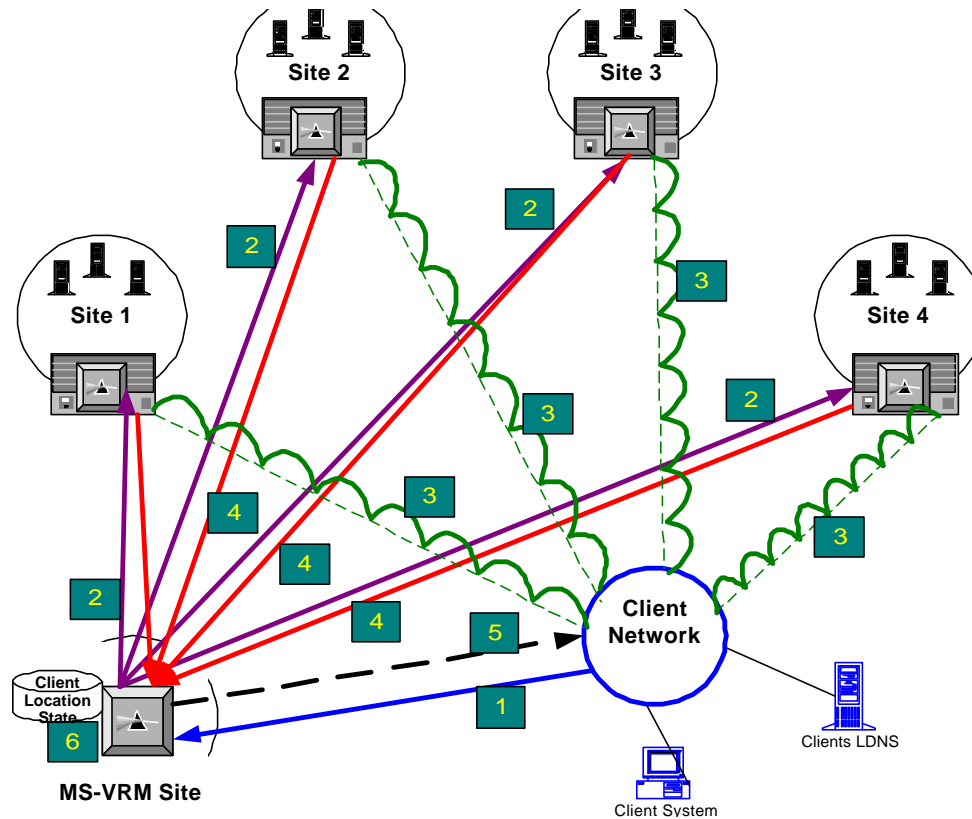 Site 2
Site 3
2
2
3
Site 1
Site 4
2
3
3
4
3
4
2
4
5
Client
Network
Client
Location
State
6
1
Clients LDNS
MS-VRM Site
Client System